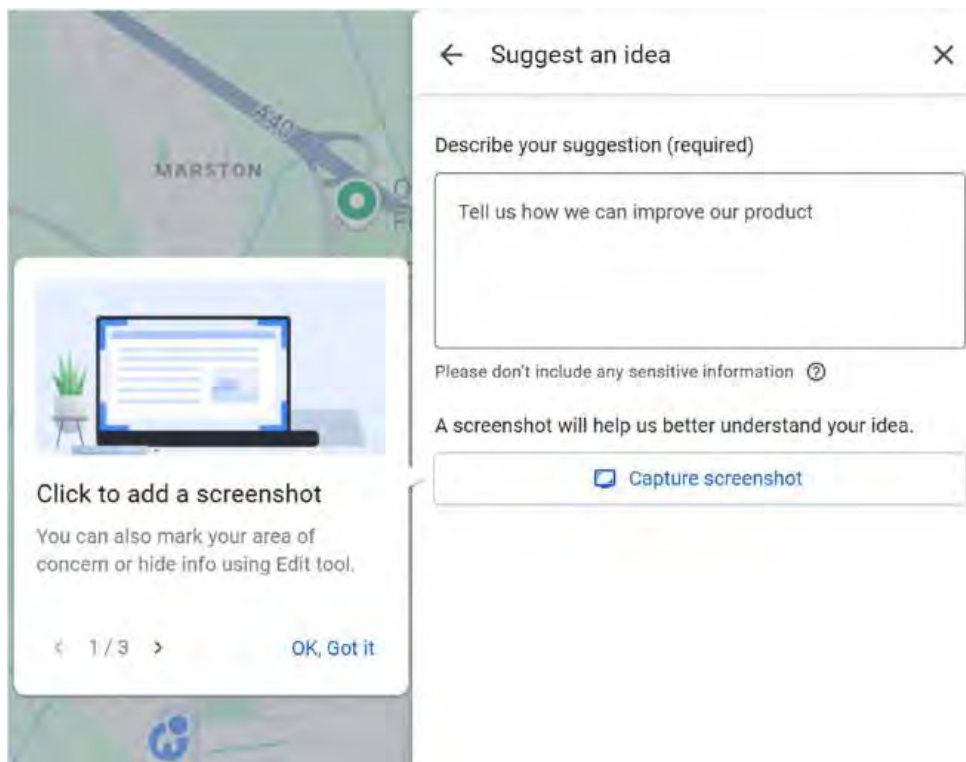 Suggest an idea
Describe your suggestion (required)
Tell us how we can improve our product
Please don't include any sensitive information
A screenshot will help us better understand your idea.
Capture screenshot
A40
MARSTON
Click to add a screenshot
You can also mark your area of
concern or hide info using Edit tool.
1 / 3
OK, Got it